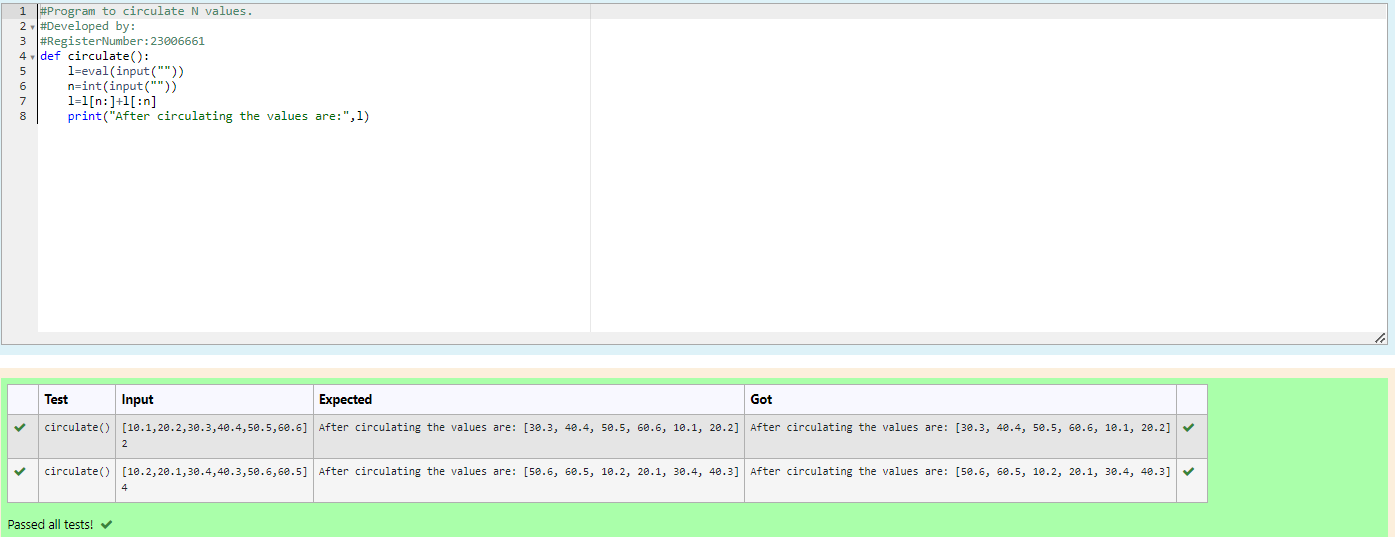 1 #Program to circulate N values.
2 #Developed by:
3 #RegisterNumber:23006661
4 def circulate():
5     l=eval(input(""))
6     n=int(input(""))
7     l=l[n:]+l[:n]
8     print("After circulating the values are:",l)
Test Input Expected Got
circulate() [10.1,20.2,30.3,40.4,50.5,60.6] After circulating the values are: [30.3, 40.4, 50.5, 60.6, 10.1, 20.2] After circulating the values are: [30.3, 40.4, 50.5, 60.6, 10.1, 20.2]
2
circulate() [10.2,20.1,30.4,40.3,50.6,60.5] After circulating the values are: [50.6, 60.5, 10.2, 20.1, 30.4, 40.3] After circulating the values are: [50.6, 60.5, 10.2, 20.1, 30.4, 40.3]
4
Passed all tests!